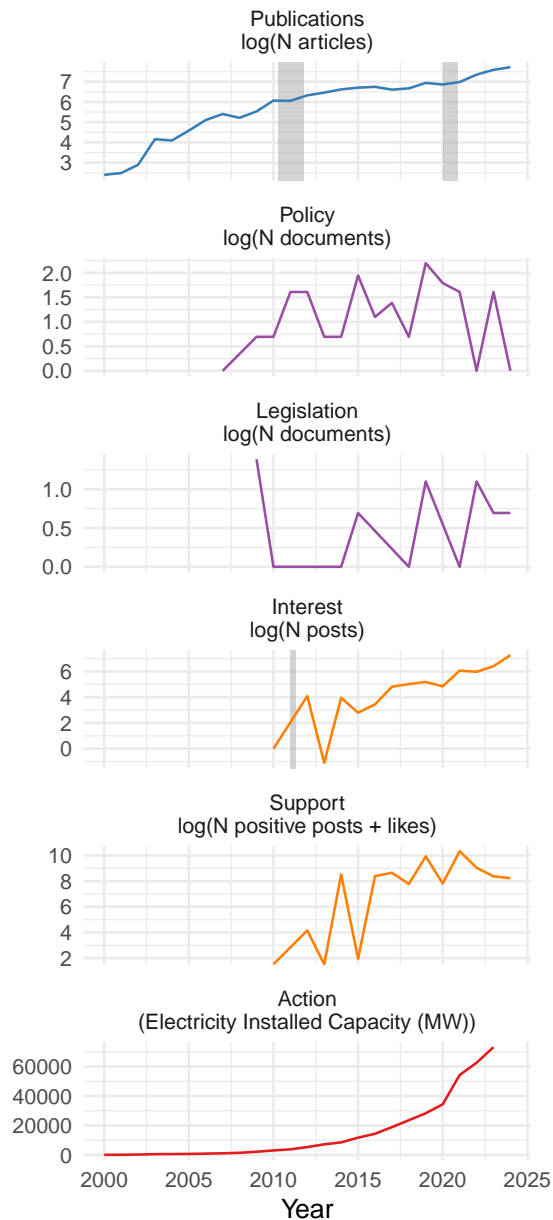 Publications
log(N articles)
7
6
5
4
3
Policy
log(N documents)
2.0
1.5
1.0
0.5
0.0
Legislation
log(N documents)
1.0
0.5
0.0
Interest
log(N posts)
6
4
2
0
Support
log(N positive posts + likes)
10
8
6
4
2
Action
(Electricity Installed Capacity (MW))
60000
40000
20000
0
2000 2005 2010 2015 2020 2025
Year